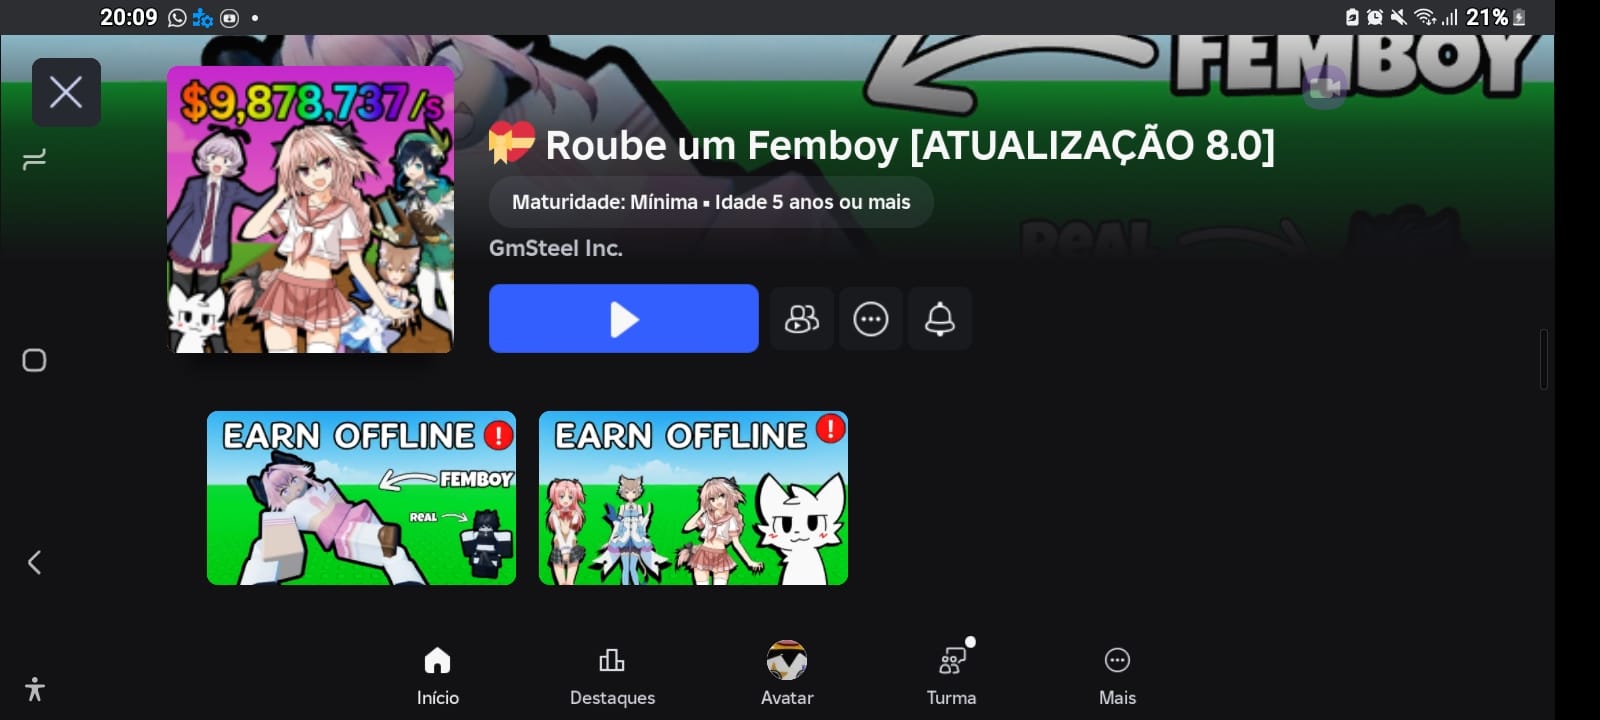 20:09
21%
FEMBOY
$9,878,737/s
Roube um Femboy [ATUALIZAÇÃO 8.0]
Maturidade: Mínima ▪ Idade 5 anos ou mais
REAL
GmSteel Inc.
EARN OFFLINE !
FEMBOY
REAL
EARN OFFLINE !
Início
Destaques
Avatar
Turma
Mais